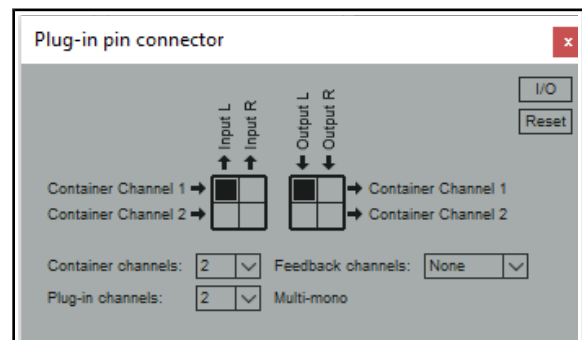 Plug-in pin connector
x
I/O
Reset
Input L
Input R
Output L
Output R
Container Channel 1
Container Channel 1
Container Channel 2
Container Channel 2
Container channels: 2 Feedback channels: None
Plug-in channels: 2 Multi-mono